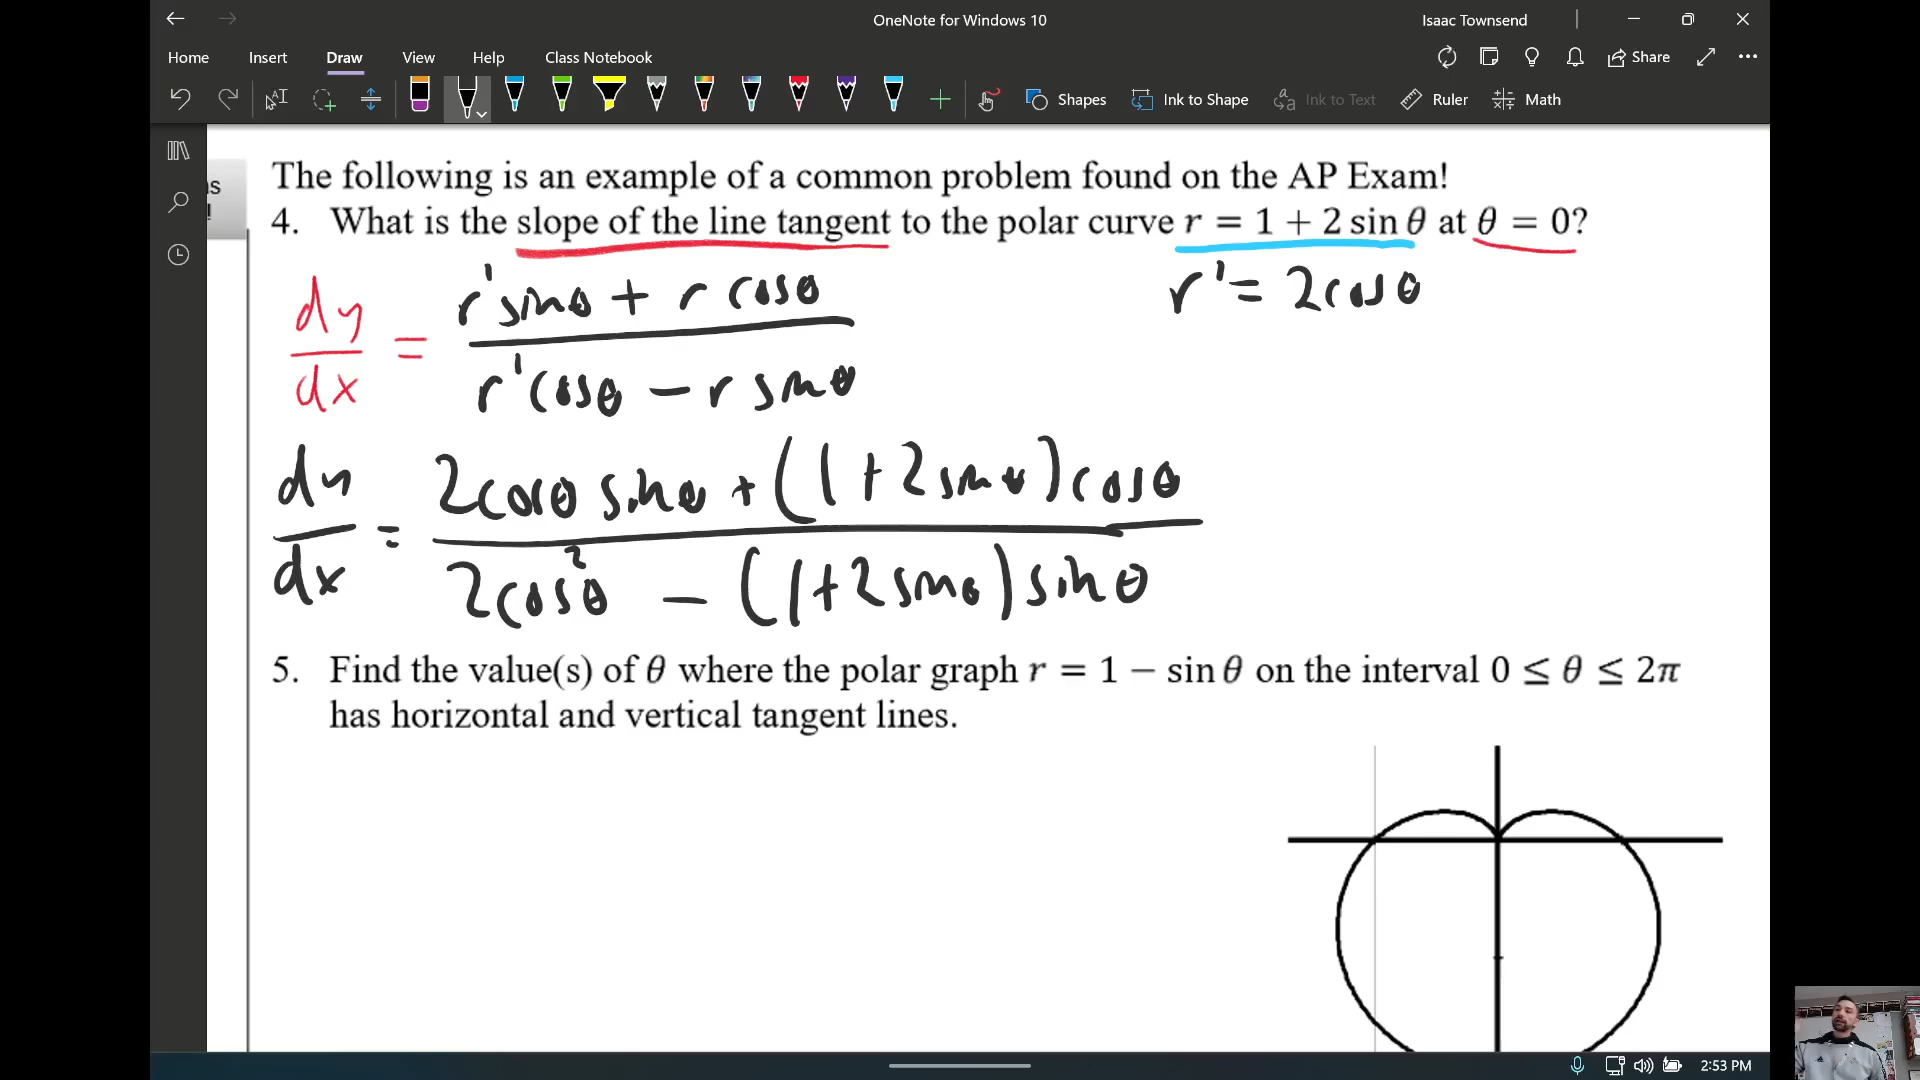 OneNote for Windows 10
Isaac Townsend
Home Insert Draw View Help Class Notebook
Share
Shapes Ink to Shape Ink to Text Ruler Math
s
!
The following is an example of a common problem found on the AP Exam!
4. What is the slope of the line tangent to the polar curve r = 1 + 2 sin θ at θ = 0?
dy/dx = (r' sinθ + r cosθ)/(r' cosθ − r sinθ)
r' = 2cosθ
dy/dx = (2cosθ sinθ + (1+2sinθ)cosθ)/(2cos²θ − (1+2sinθ)sinθ)
5. Find the value(s) of θ where the polar graph r = 1 − sin θ on the interval 0 ≤ θ ≤ 2π
has horizontal and vertical tangent lines.
2:53 PM